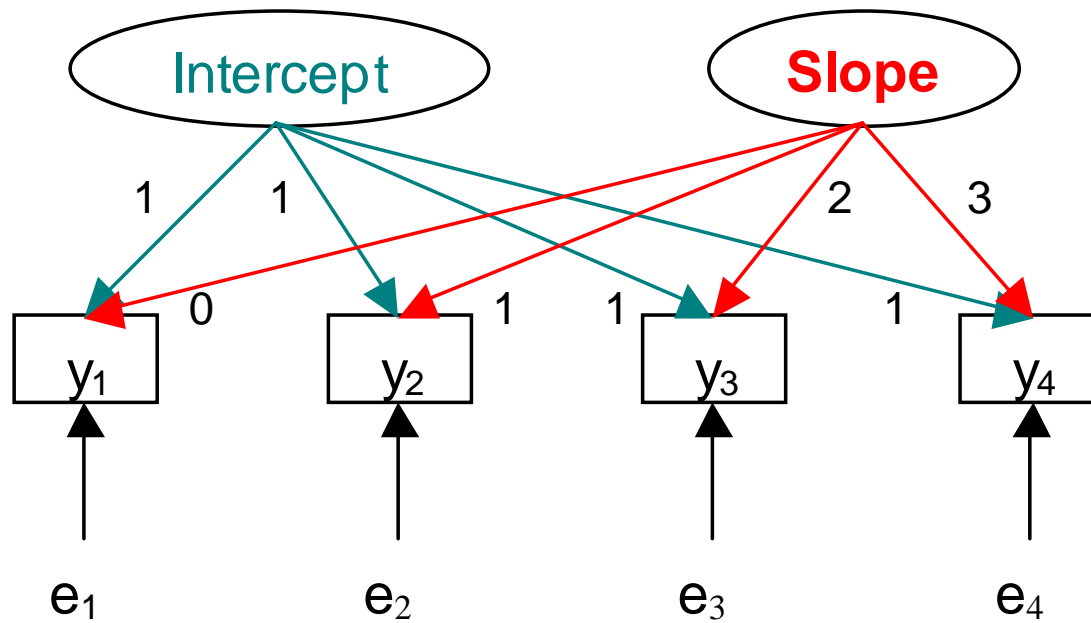 Intercept Slope
1 1 2 3
0 1 1 1
y1 y2 y3 y4
e1 e2 e3 e4